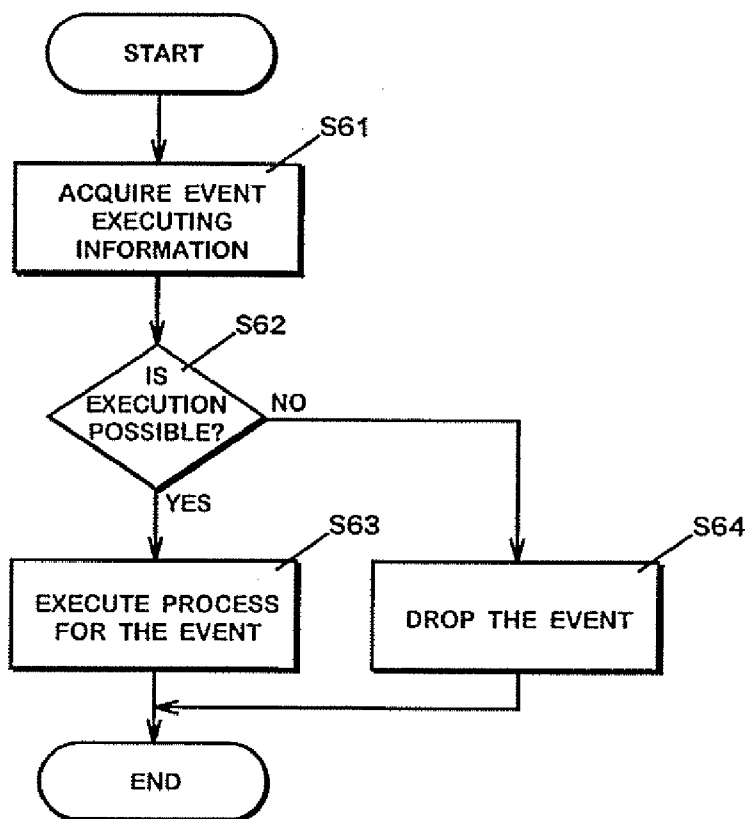 START
S61
ACQUIRE EVENT
EXECUTING
INFORMATION
S62
IS
EXECUTION
POSSIBLE?
NO
YES
S63
EXECUTE PROCESS
FOR THE EVENT
S64
DROP THE EVENT
END